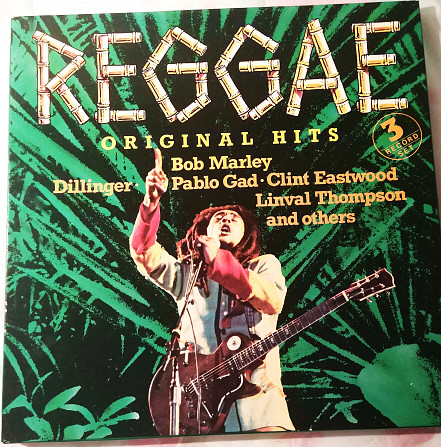 REGGAE
ORIGINAL HITS
3
RECORD
SET
Bob Marley
Dillinger · Pablo Gad · Clint Eastwood
Linval Thompson
and others